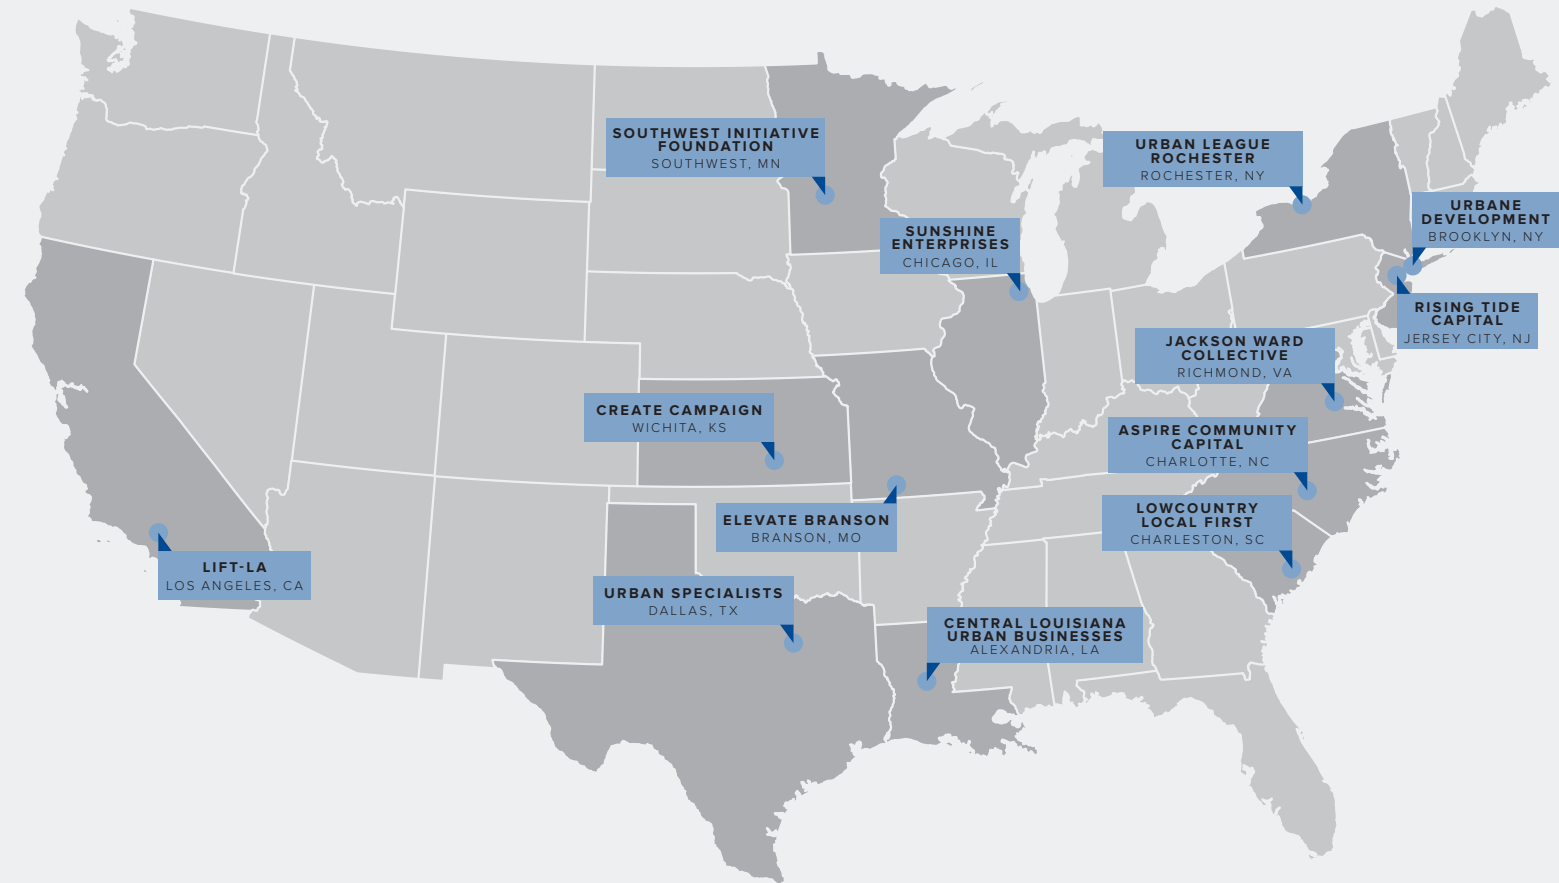 SOUTHWEST INITIATIVE
FOUNDATION
SOUTHWEST, MN
URBAN LEAGUE
ROCHESTER
ROCHESTER, NY
URBANE
DEVELOPMENT
BROOKLYN, NY
SUNSHINE
ENTERPRISES
CHICAGO, IL
RISING TIDE
CAPITAL
JERSEY CITY, NJ
JACKSON WARD
COLLECTIVE
RICHMOND, VA
CREATE CAMPAIGN
WICHITA, KS
ASPIRE COMMUNITY
CAPITAL
CHARLOTTE, NC
ELEVATE BRANSON
BRANSON, MO
LOWCOUNTRY
LOCAL FIRST
CHARLESTON, SC
LIFT-LA
LOS ANGELES, CA
URBAN SPECIALISTS
DALLAS, TX
CENTRAL LOUISIANA
URBAN BUSINESSES
ALEXANDRIA, LA